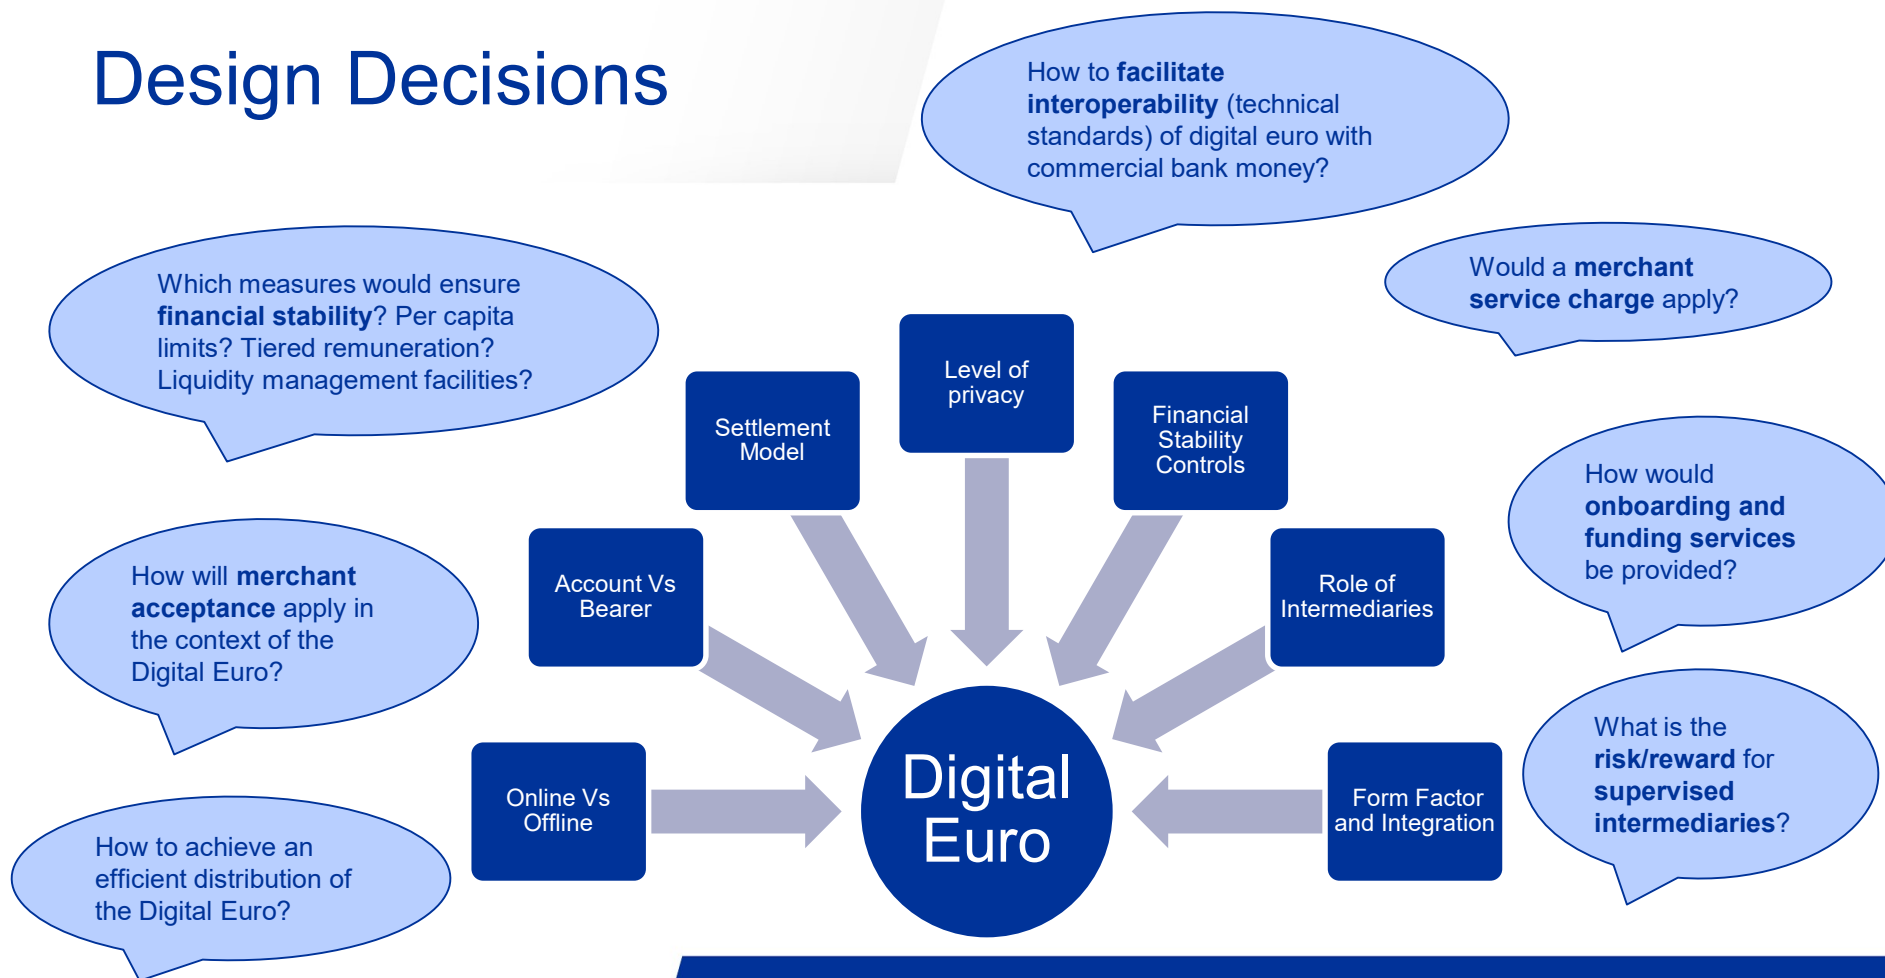 Design Decisions
How to facilitate
interoperability (technical
standards) of digital euro with
commercial bank money?
Which measures would ensure
financial stability? Per capita
limits? Tiered remuneration?
Liquidity management facilities?
Would a merchant
service charge apply?
Level of
privacy
Settlement
Model
Financial
Stability
Controls
How would
onboarding and
funding services
be provided?
How will merchant
acceptance apply in
the context of the
Digital Euro?
Account Vs
Bearer
Role of
Intermediaries
What is the
risk/reward for
supervised
intermediaries?
Online Vs
Offline
Digital
Euro
Form Factor
and Integration
How to achieve an
efficient distribution of
the Digital Euro?